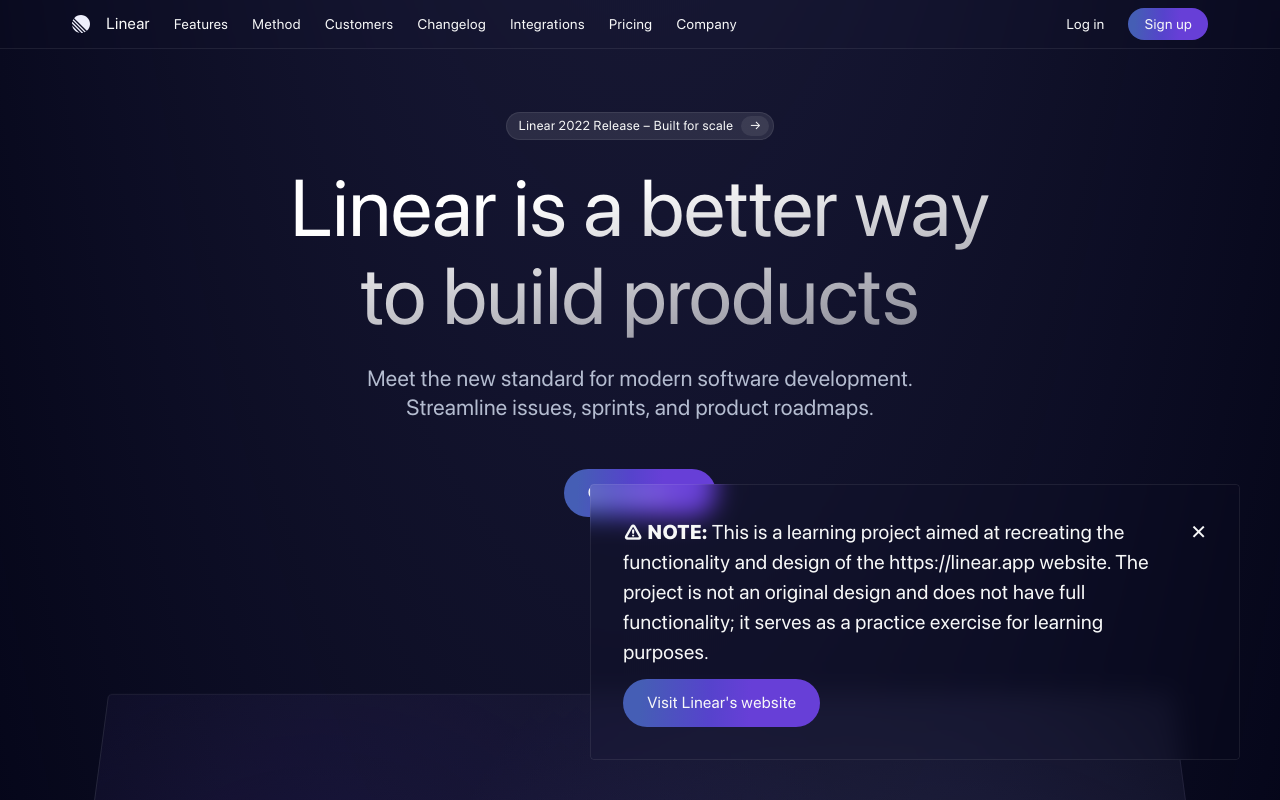 Linear Features Method Customers Changelog Integrations Pricing Company Log in Sign up
Linear 2022 Release – Built for scale →
Linear is a better way
to build products
Meet the new standard for modern software development.
Streamline issues, sprints, and product roadmaps.
⚠ NOTE: This is a learning project aimed at recreating the
functionality and design of the https://linear.app website. The
project is not an original design and does not have full
functionality; it serves as a practice exercise for learning
purposes.
Visit Linear's website